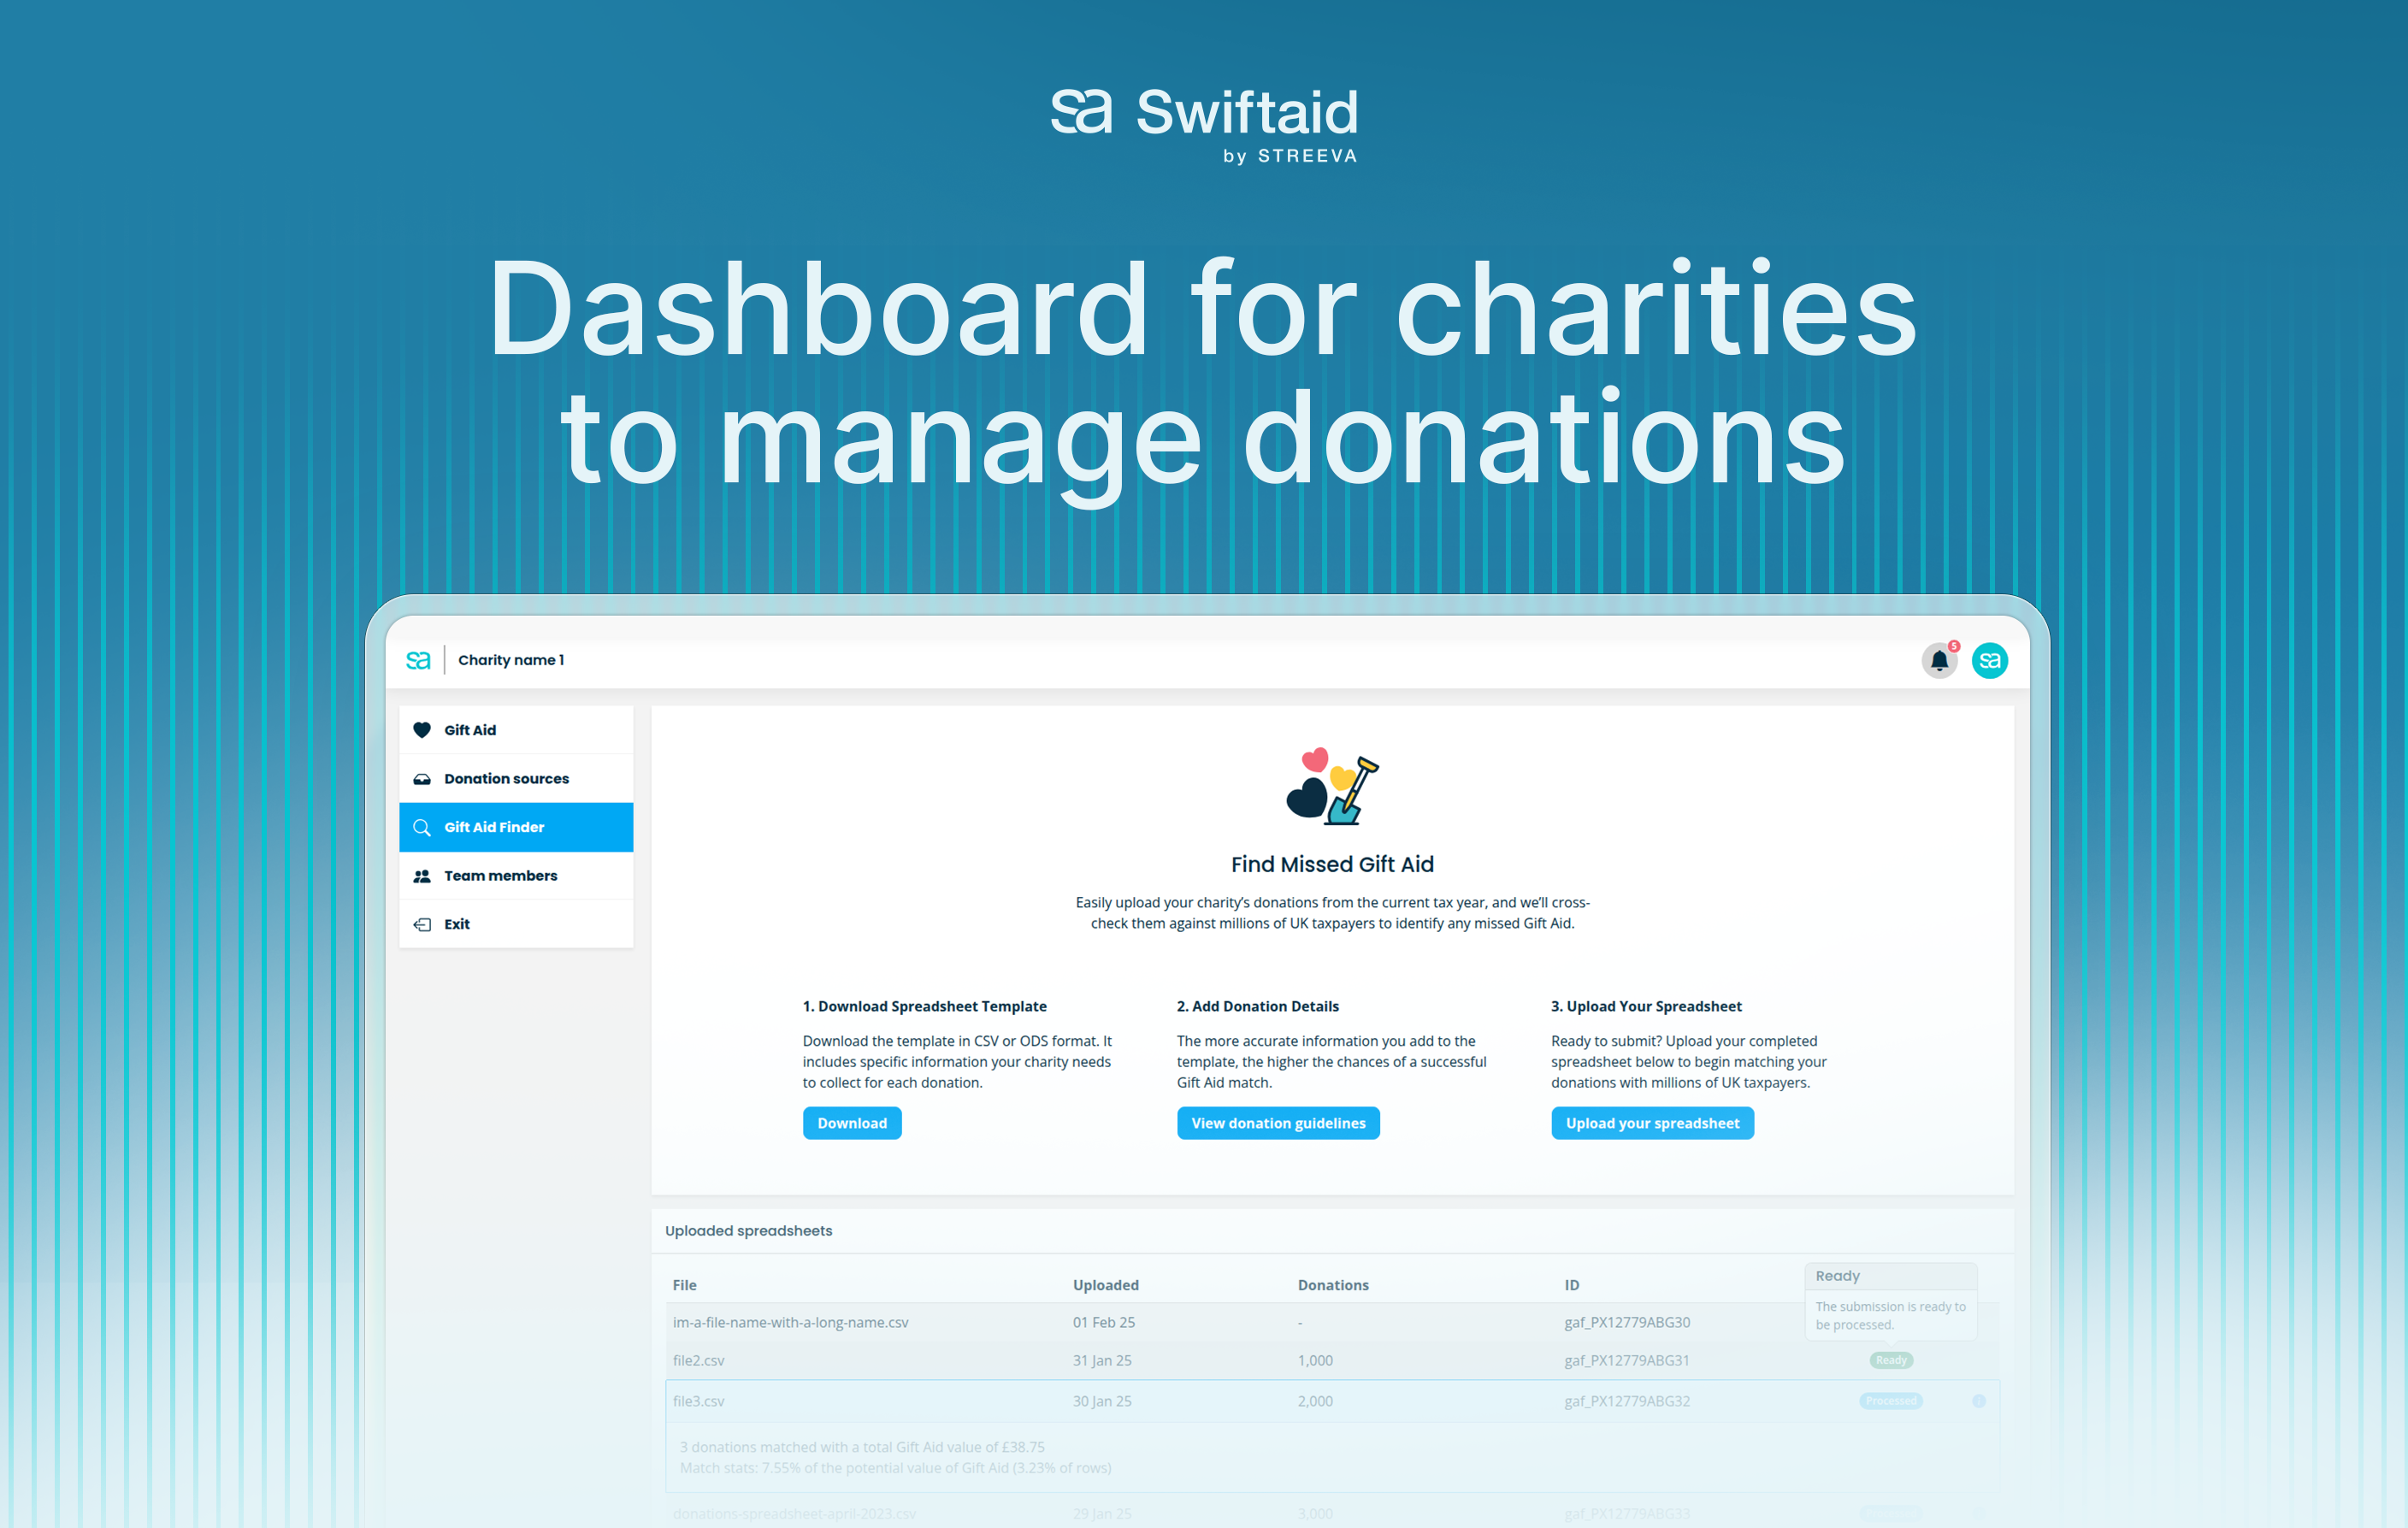 sa Swiftaid
by STREEVA
Dashboard for charities
to manage donations
sa Charity name 1
5
sa
Gift Aid
Donation sources
Gift Aid Finder
Team members
Exit
Find Missed Gift Aid
Easily upload your charity's donations from the current tax year, and we'll cross-
check them against millions of UK taxpayers to identify any missed Gift Aid.
1. Download Spreadsheet Template
Download the template in CSV or ODS format. It
includes specific information your charity needs
to collect for each donation.
Download
2. Add Donation Details
The more accurate information you add to the
template, the higher the chances of a successful
Gift Aid match.
View donation guidelines
3. Upload Your Spreadsheet
Ready to submit? Upload your completed
spreadsheet below to begin matching your
donations with millions of UK taxpayers.
Upload your spreadsheet
Uploaded spreadsheets
File Uploaded Donations ID
Ready
The submission is ready to
be processed.
im-a-file-name-with-a-long-name.csv 01 Feb 25 - gaf_PX12779ABG30
file2.csv 31 Jan 25 1,000 gaf_PX12779ABG31 Ready
file3.csv 30 Jan 25 2,000 gaf_PX12779ABG32 Processed
3 donations matched with a total Gift Aid value of £38.75
Match stats: 7.55% of the potential value of Gift Aid (3.23% of rows)
donations-spreadsheet-april-2023.csv 29 Jan 25 3,000 gaf_PX12779ABG33